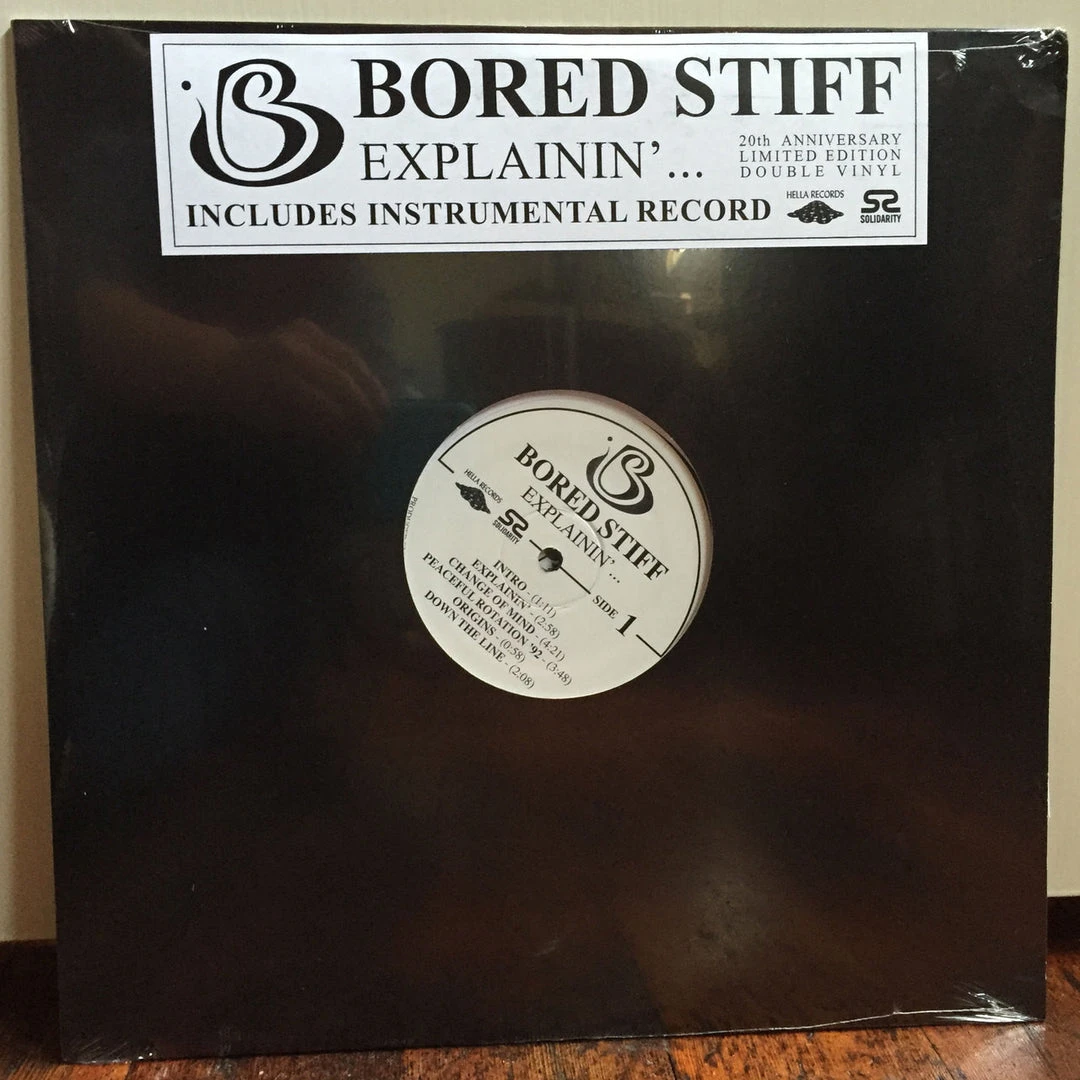 B
BORED STIFF
EXPLAININ'...
20th ANNIVERSARY
LIMITED EDITION
DOUBLE VINYL
INCLUDES INSTRUMENTAL RECORD
HELLA RECORDS
SOLIDARITY
B
BORED STIFF
EXPLAININ'...
HELLA RECORDS
SOLIDARITY
SIDE 1
INTRO - (1:11)
EXPLAININ' - (2:58)
CHANGE OF MIND - (4:21)
PEACEFUL ROTATION '92 - (3:48)
ORIGINS - (0:58)
DOWN THE LINE - (2:08)